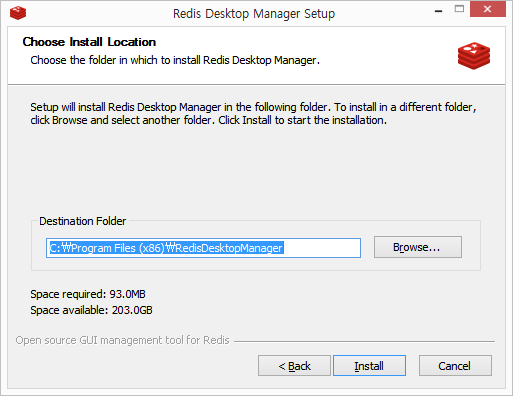 Redis Desktop Manager Setup
Choose Install Location
Choose the folder in which to install Redis Desktop Manager.
Setup will install Redis Desktop Manager in the following folder. To install in a different folder,
click Browse and select another folder. Click Install to start the installation.
Destination Folder
C:₩Program Files (x86)₩RedisDesktopManager
Browse...
Space required: 93.0MB
Space available: 203.0GB
Open source GUI management tool for Redis
< Back
Install
Cancel